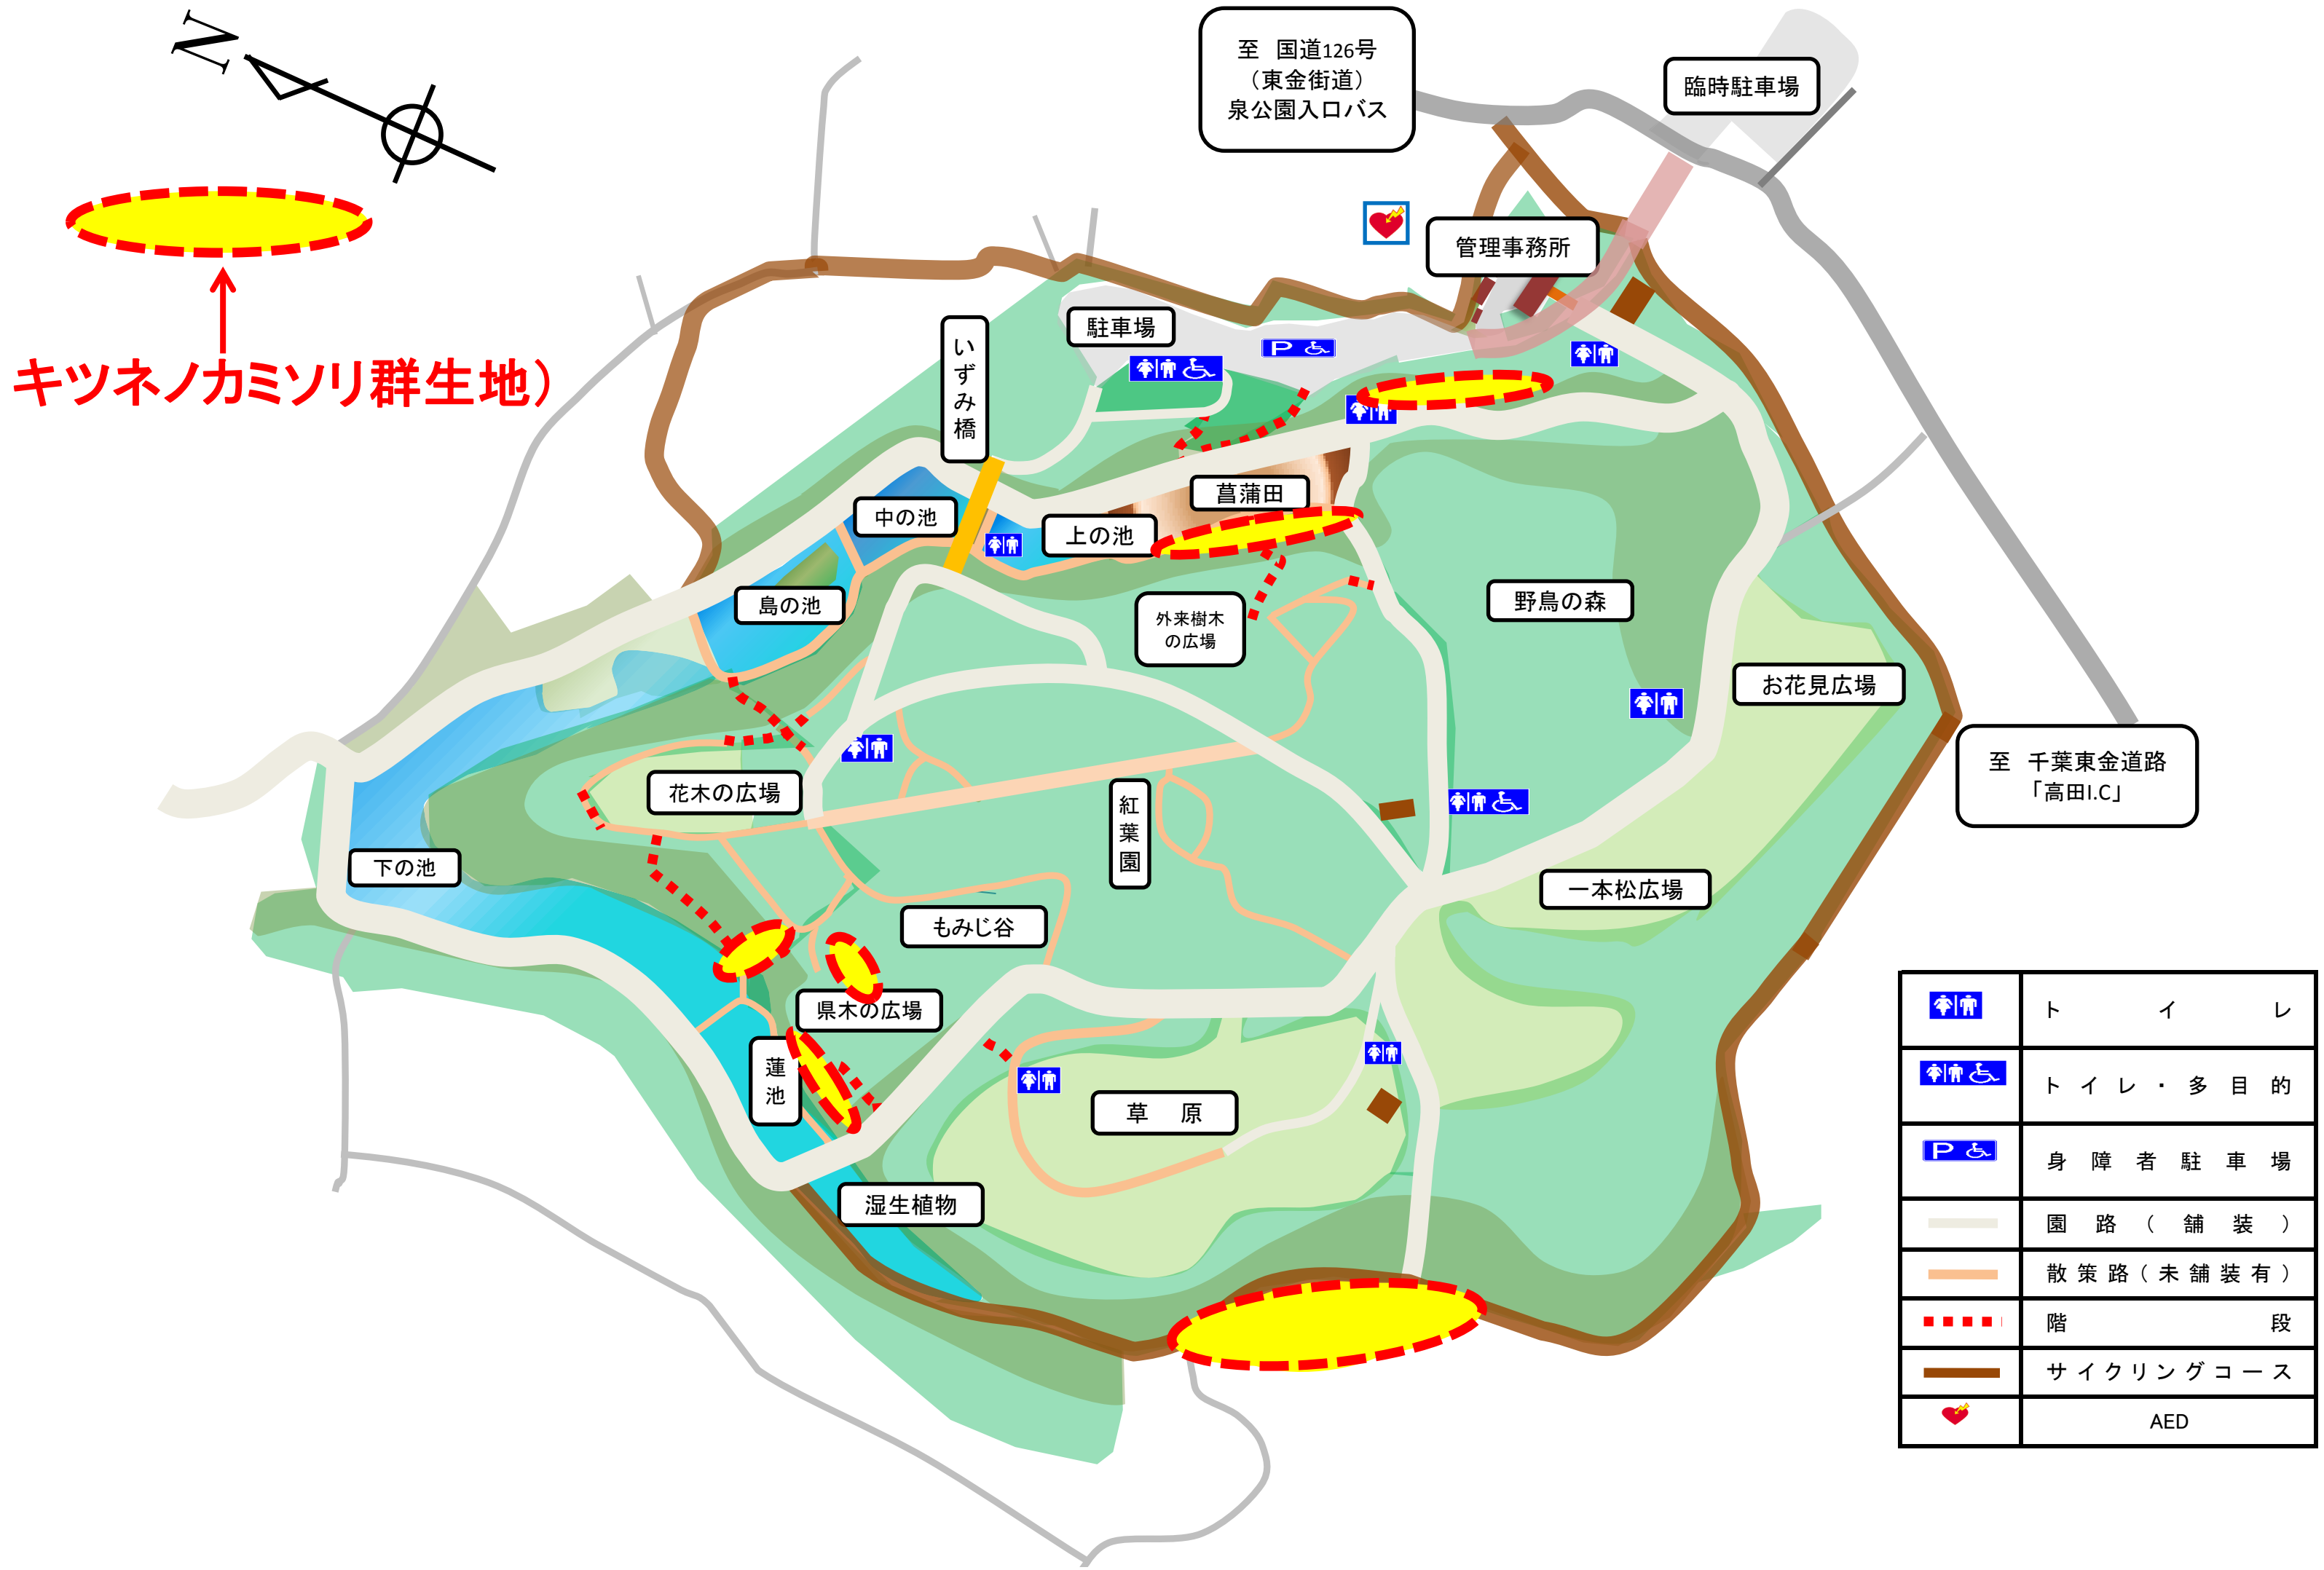 N
キツネノカミソリ群生地）
至　国道126号
（東金街道）
泉公園入口バス
臨時駐車場
管理事務所
駐車場
P
いずみ橋
菖蒲田
中の池
上の池
島の池
外来樹木
の広場
野鳥の森
お花見広場
至　千葉東金道路
「高田I.C」
花木の広場
紅葉園
下の池
一本松広場
もみじ谷
県木の広場
蓮池
草　原
湿生植物
トイレ
トイレ・多目的
P
身障者駐車場
園路（舗装）
散策路（未舗装有）
階段
サイクリングコース
AED